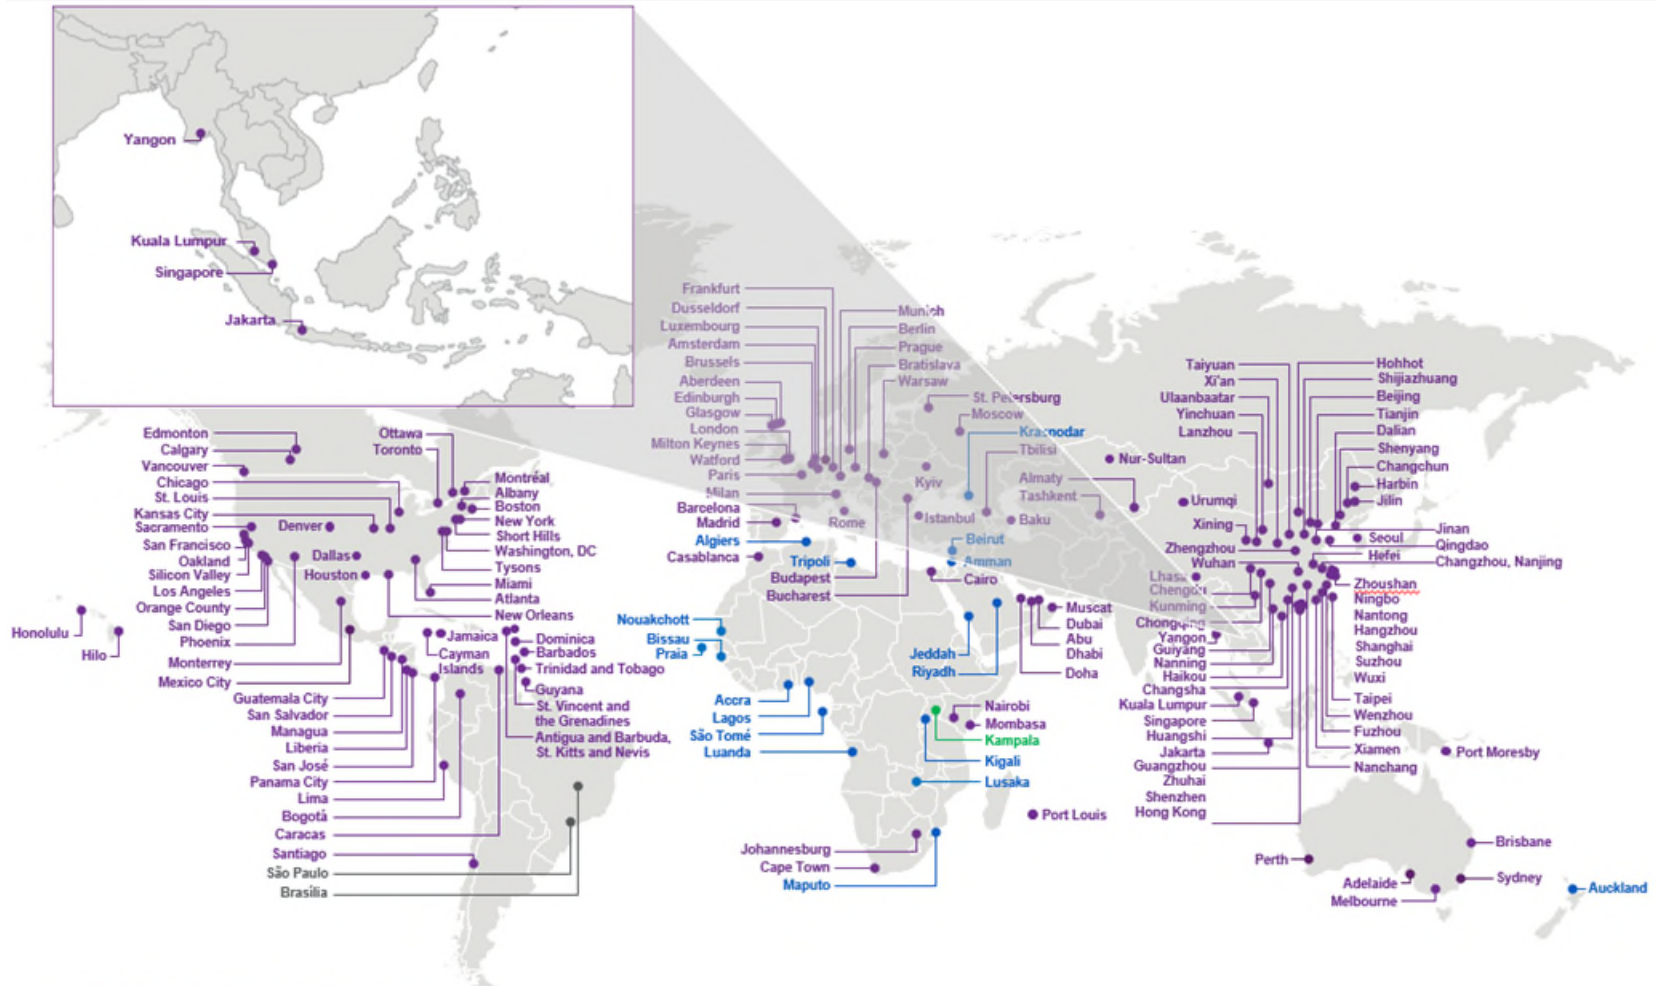 Yangon
Kuala Lumpur
Singapore
Jakarta
Edmonton
Calgary
Vancouver
Chicago
St. Louis
Kansas City
Sacramento
San Francisco
Oakland
Silicon Valley
Los Angeles
Orange County
San Diego
Phoenix
Monterrey
Mexico City
Guatemala City
San Salvador
Managua
Liberia
San José
Panama City
Lima
Bogotá
Caracas
Santiago
São Paulo
Brasília
Honolulu
Hilo
Denver
Dallas
Houston
Ottawa
Toronto
Montréal
Albany
Boston
New York
Short Hills
Washington, DC
Tysons
Miami
Atlanta
New Orleans
Jamaica
Cayman
Islands
Dominica
Barbados
Trinidad and Tobago
Guyana
St. Vincent and
the Grenadines
Antigua and Barbuda,
St. Kitts and Nevis
Frankfurt
Dusseldorf
Luxembourg
Amsterdam
Brussels
Aberdeen
Edinburgh
Glasgow
London
Milton Keynes
Watford
Paris
Milan
Barcelona
Madrid
Algiers
Casablanca
Tripoli
Budapest
Bucharest
Munich
Berlin
Prague
Bratislava
Warsaw
St. Petersburg
Moscow
Krasnodar
Tbilisi
Kyiv
Rome
Istanbul
Baku
Almaty
Tashkent
Nur-Sultan
Beirut
Amman
Cairo
Nouakchott
Bissau
Praia
Accra
Lagos
São Tomé
Luanda
Jeddah
Riyadh
Muscat
Dubai
Abu
Dhabi
Doha
Nairobi
Mombasa
Kampala
Kigali
Lusaka
Port Louis
Johannesburg
Cape Town
Maputo
Taiyuan
Xi'an
Ulaanbaatar
Yinchuan
Lanzhou
Urumqi
Xining
Zhengzhou
Wuhan
Lhasa
Chengdu
Kunming
Chongqing
Yangon
Guiyang
Nanning
Haikou
Changsha
Kuala Lumpur
Singapore
Huangshi
Jakarta
Guangzhou
Zhuhai
Shenzhen
Hong Kong
Hohhot
Shijiazhuang
Beijing
Tianjin
Dalian
Shenyang
Changchun
Harbin
Jilin
Jinan
Seoul
Qingdao
Hefei
Changzhou, Nanjing
Zhoushan
Ningbo
Nantong
Hangzhou
Shanghai
Suzhou
Wuxi
Taipei
Wenzhou
Fuzhou
Xiamen
Nanchang
Port Moresby
Brisbane
Perth
Adelaide
Sydney
Melbourne
Auckland